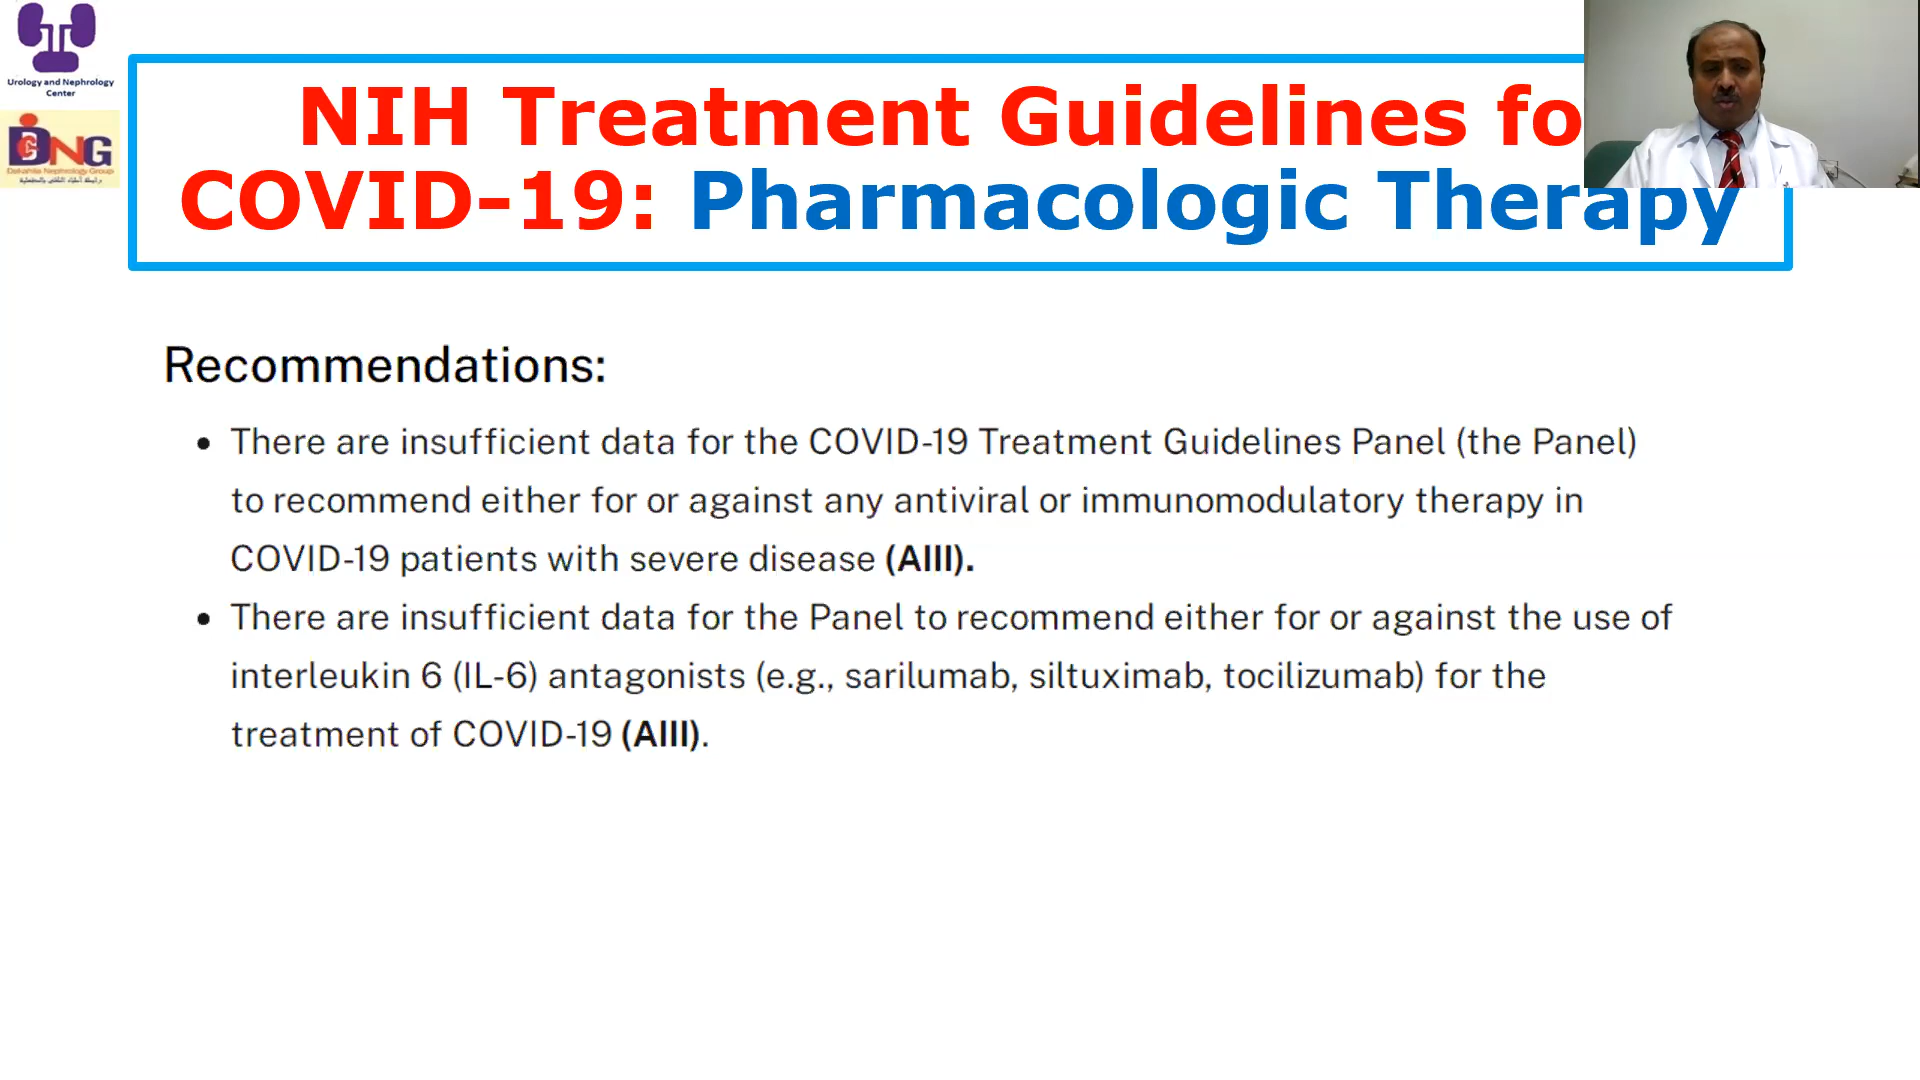 Urology and Nephrology
Center
DNG
Dakahlia Nephrology Group
NIH Treatment Guidelines fo
COVID-19: Pharmacologic Therapy
Recommendations:
• There are insufficient data for the COVID-19 Treatment Guidelines Panel (the Panel)
to recommend either for or against any antiviral or immunomodulatory therapy in
COVID-19 patients with severe disease (AIII).
• There are insufficient data for the Panel to recommend either for or against the use of
interleukin 6 (IL-6) antagonists (e.g., sarilumab, siltuximab, tocilizumab) for the
treatment of COVID-19 (AIII).